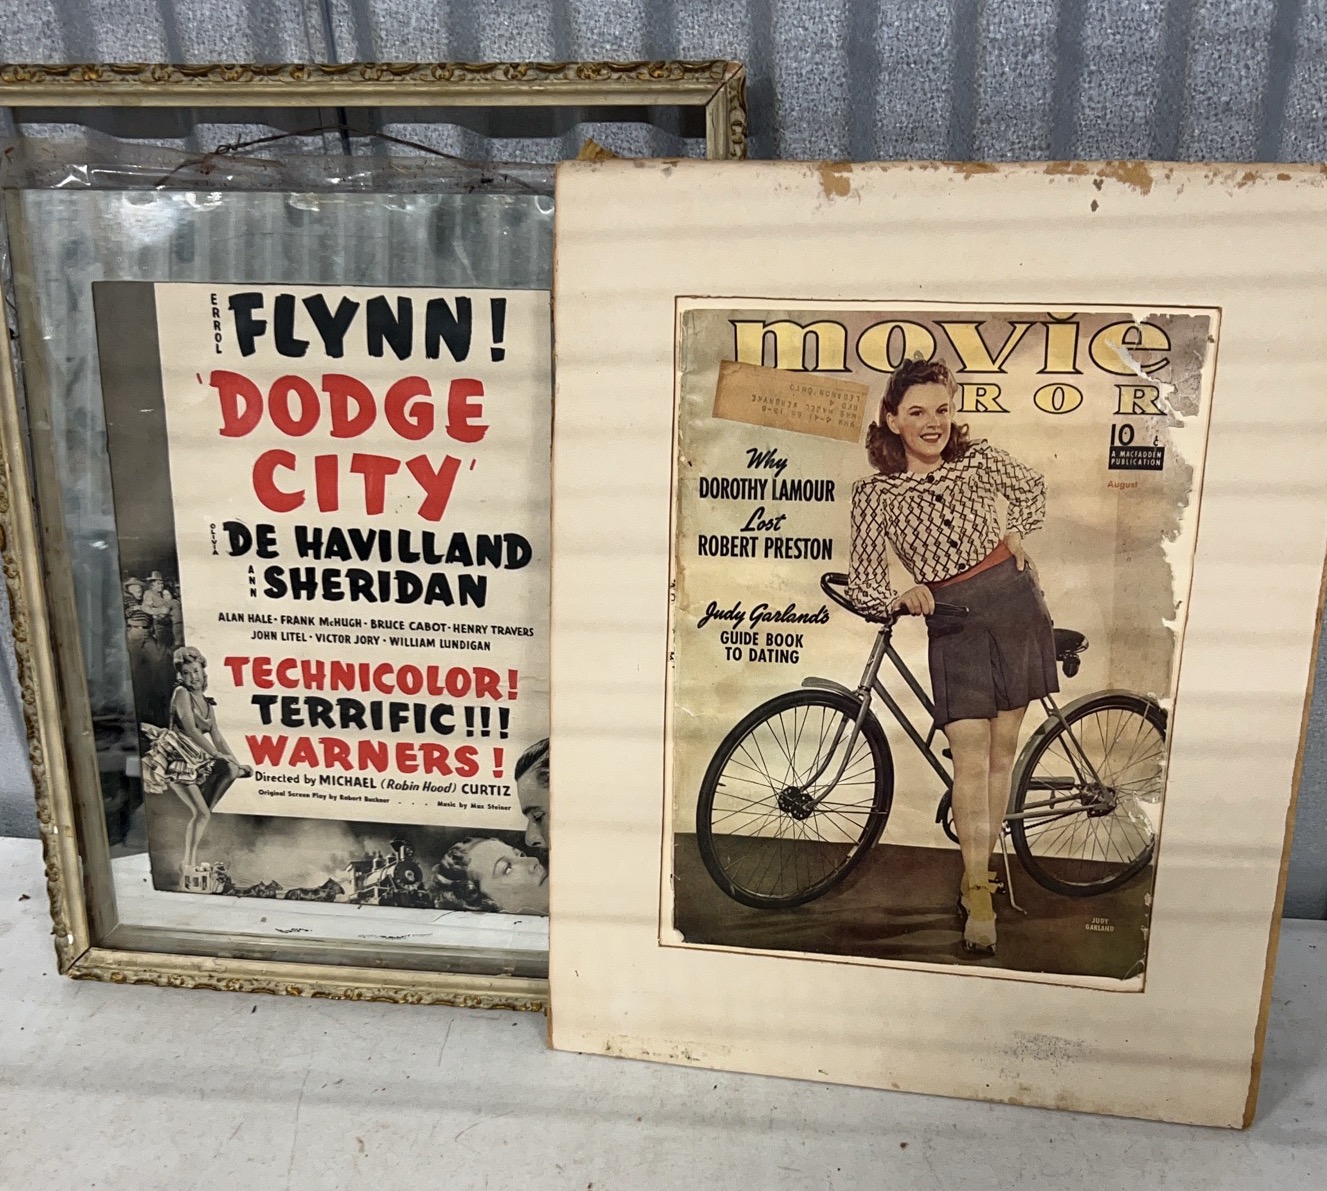 ERROL
FLYNN!
'DODGE
CITY'
OLIVIA
DE HAVILLAND
ANN
SHERIDAN
ALAN HALE · FRANK McHUGH · BRUCE CABOT · HENRY TRAVERS
JOHN LITEL · VICTOR JORY · WILLIAM LUNDIGAN
TECHNICOLOR!
TERRIFIC!!!
WARNERS!
Directed by MICHAEL (Robin Hood) CURTIZ
Original Screen Play by Robert Buckner . . . . Music by Max Steiner
movie
ROR
10 ¢
A MACFADDEN
PUBLICATION
August
Why
DOROTHY LAMOUR
Lost
ROBERT PRESTON
Judy Garland's
GUIDE BOOK
TO DATING
LEBANON OHIO
JUDY
GARLAND